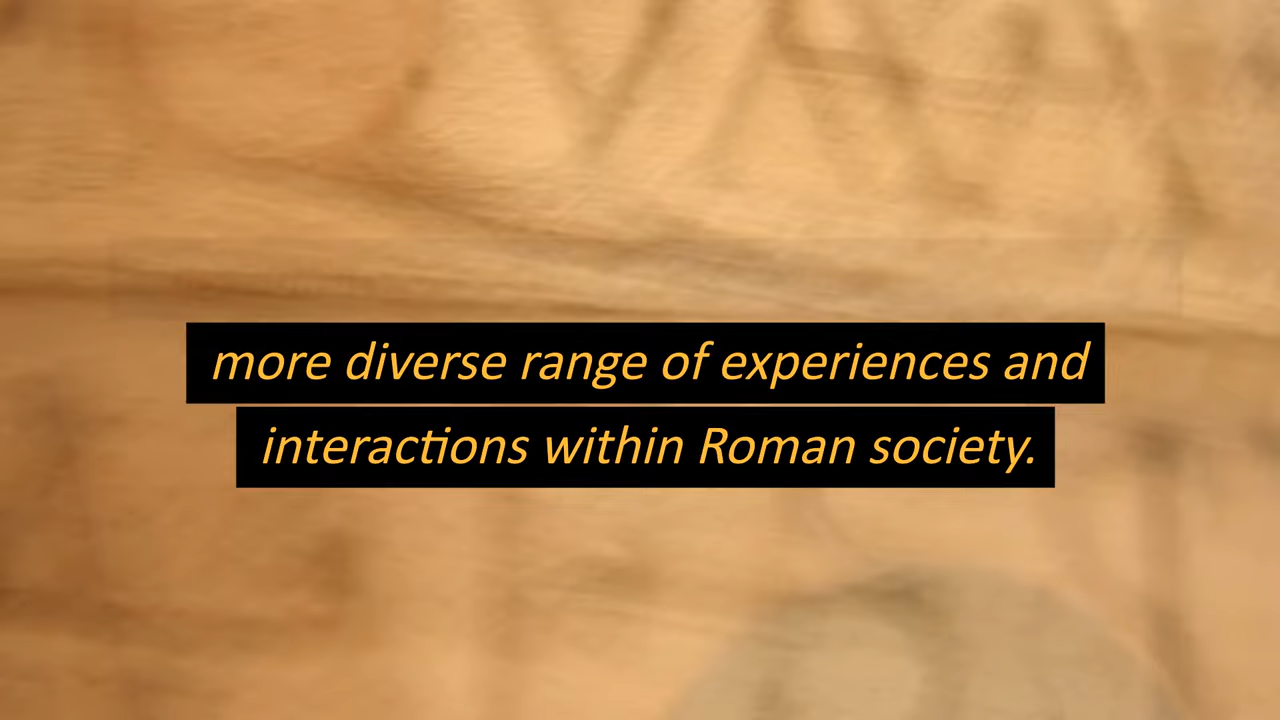 more diverse range of experiences and
interactions within Roman society.